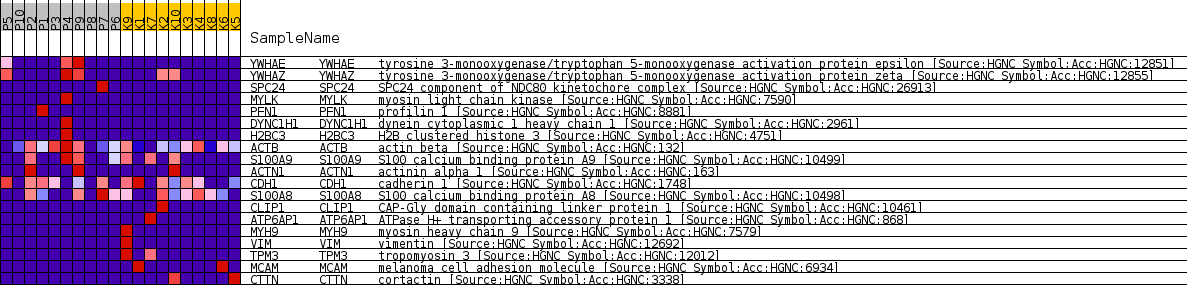 P5 P10 P2 P1 P3 P4 P9 P8 P7 P6 K9 K1 K7 K2 K10 K3 K4 K8 K6 K5
SampleName
YWHAE YWHAE tyrosine 3-monooxygenase/tryptophan 5-monooxygenase activation protein epsilon [Source:HGNC Symbol;Acc:HGNC:12851]
YWHAZ YWHAZ tyrosine 3-monooxygenase/tryptophan 5-monooxygenase activation protein zeta [Source:HGNC Symbol;Acc:HGNC:12855]
SPC24 SPC24 SPC24 component of NDC80 kinetochore complex [Source:HGNC Symbol;Acc:HGNC:26913]
MYLK MYLK myosin light chain kinase [Source:HGNC Symbol;Acc:HGNC:7590]
PFN1 PFN1 profilin 1 [Source:HGNC Symbol;Acc:HGNC:8881]
DYNC1H1 DYNC1H1 dynein cytoplasmic 1 heavy chain 1 [Source:HGNC Symbol;Acc:HGNC:2961]
H2BC3 H2BC3 H2B clustered histone 3 [Source:HGNC Symbol;Acc:HGNC:4751]
ACTB ACTB actin beta [Source:HGNC Symbol;Acc:HGNC:132]
S100A9 S100A9 S100 calcium binding protein A9 [Source:HGNC Symbol;Acc:HGNC:10499]
ACTN1 ACTN1 actinin alpha 1 [Source:HGNC Symbol;Acc:HGNC:163]
CDH1 CDH1 cadherin 1 [Source:HGNC Symbol;Acc:HGNC:1748]
S100A8 S100A8 S100 calcium binding protein A8 [Source:HGNC Symbol;Acc:HGNC:10498]
CLIP1 CLIP1 CAP-Gly domain containing linker protein 1 [Source:HGNC Symbol;Acc:HGNC:10461]
ATP6AP1 ATP6AP1 ATPase H+ transporting accessory protein 1 [Source:HGNC Symbol;Acc:HGNC:868]
MYH9 MYH9 myosin heavy chain 9 [Source:HGNC Symbol;Acc:HGNC:7579]
VIM VIM vimentin [Source:HGNC Symbol;Acc:HGNC:12692]
TPM3 TPM3 tropomyosin 3 [Source:HGNC Symbol;Acc:HGNC:12012]
MCAM MCAM melanoma cell adhesion molecule [Source:HGNC Symbol;Acc:HGNC:6934]
CTTN CTTN cortactin [Source:HGNC Symbol;Acc:HGNC:3338]